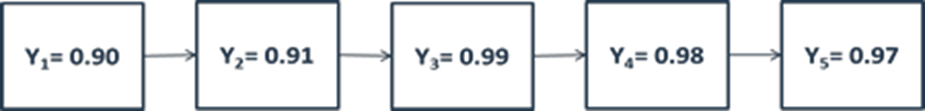 Y₁= 0.90
Y₂= 0.91
Y₃= 0.99
Y₄= 0.98
Y₅= 0.97